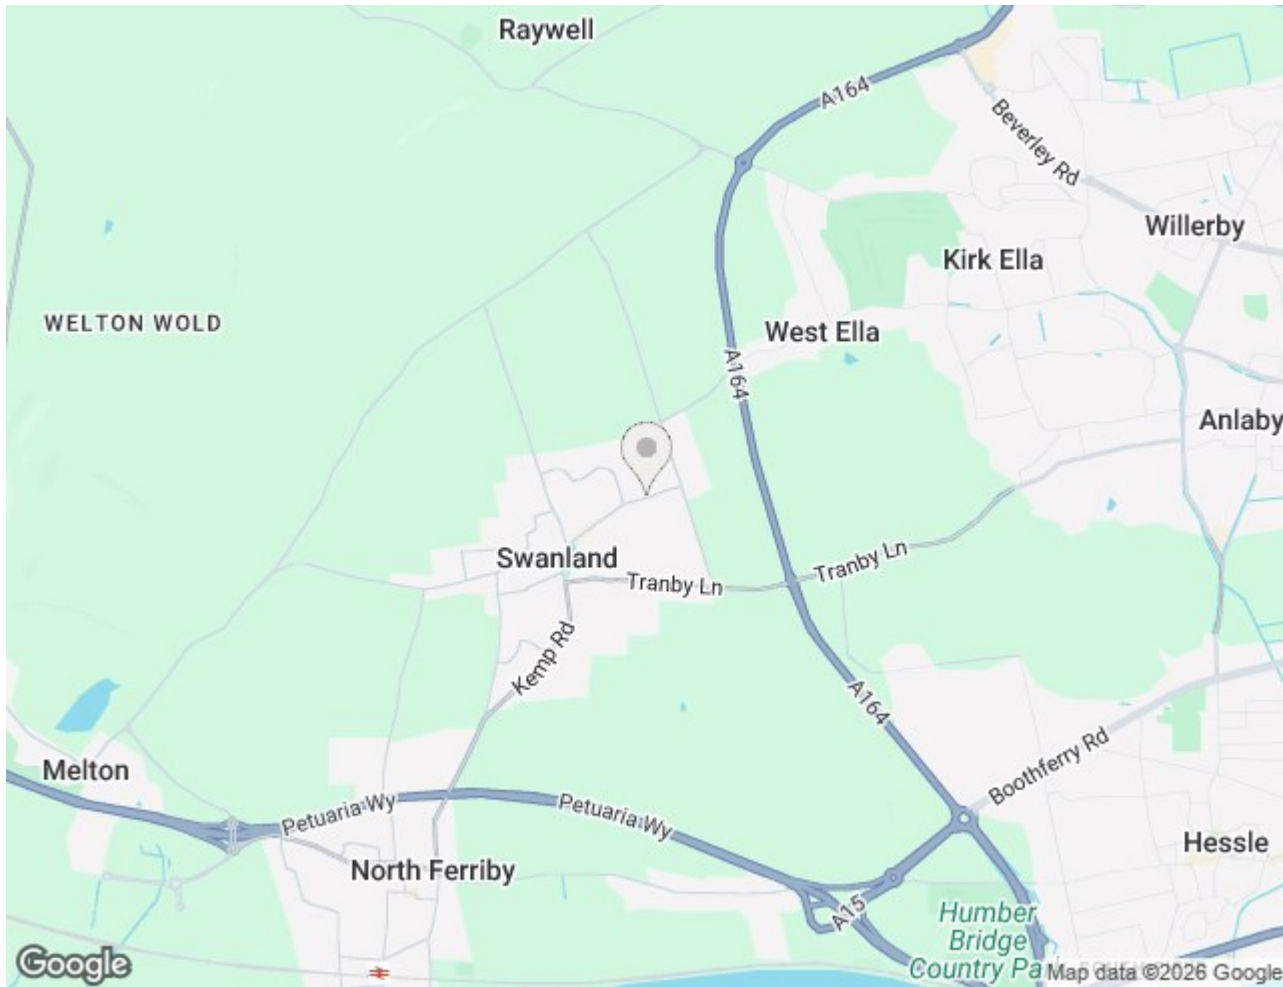 Raywell
A164
Beverley Rd
Willerby
Kirk Ella
WELTON WOLD
West Ella
A164
Anlaby
Swanland
Tranby Ln
Tranby Ln
Kemp Rd
A164
Melton
Boothferry Rd
Petuaria Wy
Petuaria Wy
Hessle
North Ferriby
A15
Humber
Bridge
Country Pa
Google
Map data ©2026 Google